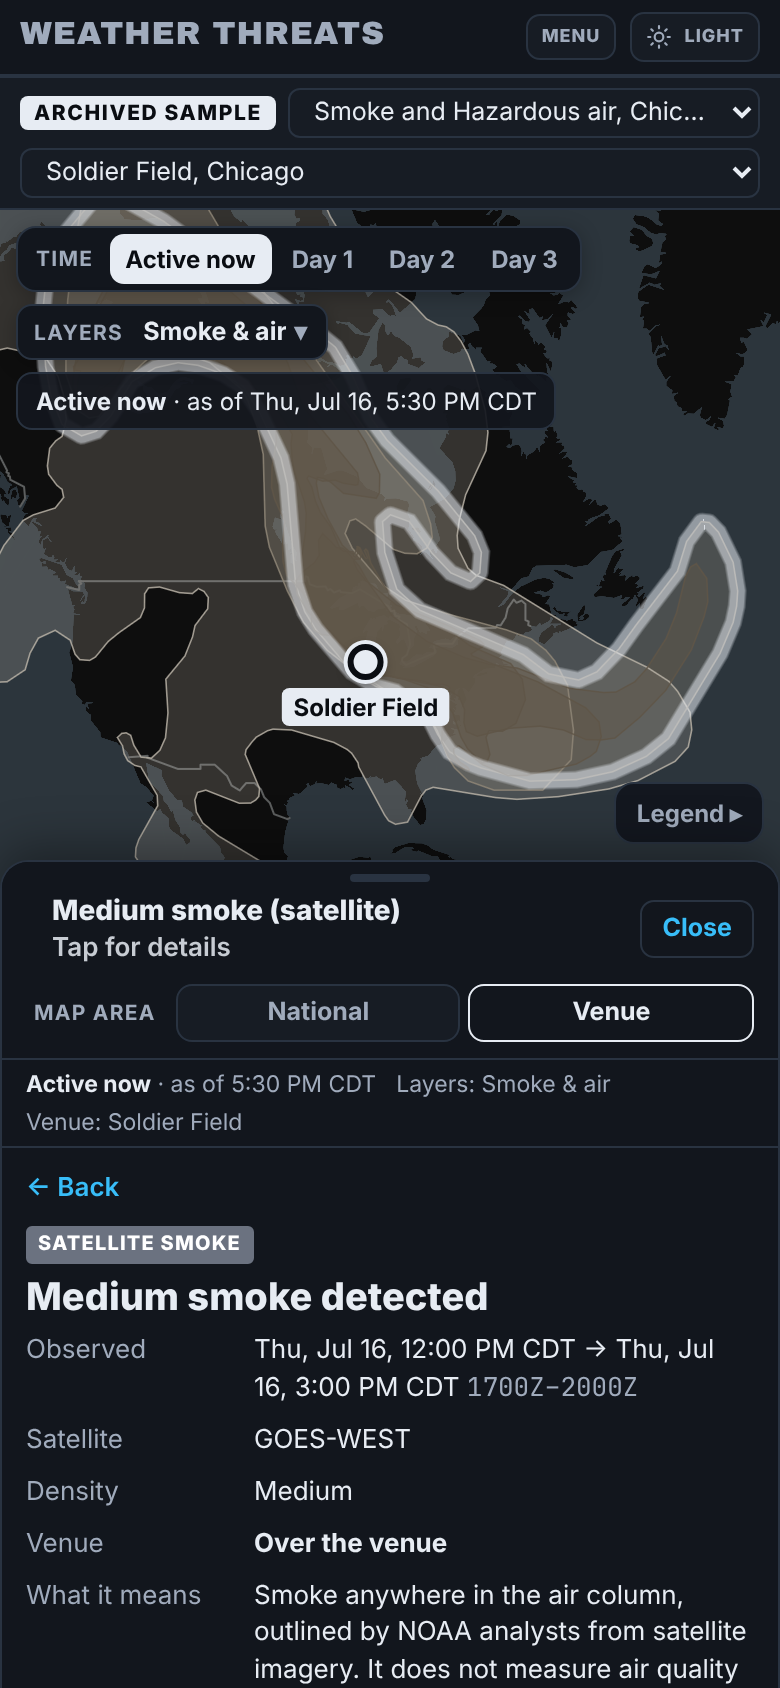 WEATHER THREATS
MENU
LIGHT
ARCHIVED SAMPLE
Smoke and Hazardous air, Chic...
Soldier Field, Chicago
TIME Active now Day 1 Day 2 Day 3
LAYERS Smoke & air ▾
Active now · as of Thu, Jul 16, 5:30 PM CDT
Soldier Field
Legend ▸
Medium smoke (satellite)
Tap for details
Close
MAP AREA National Venue
Active now · as of 5:30 PM CDT Layers: Smoke & air
Venue: Soldier Field
← Back
SATELLITE SMOKE
Medium smoke detected
Observed Thu, Jul 16, 12:00 PM CDT → Thu, Jul
16, 3:00 PM CDT 1700Z–2000Z
Satellite GOES-WEST
Density Medium
Venue Over the venue
What it means Smoke anywhere in the air column,
outlined by NOAA analysts from satellite
imagery. It does not measure air quality